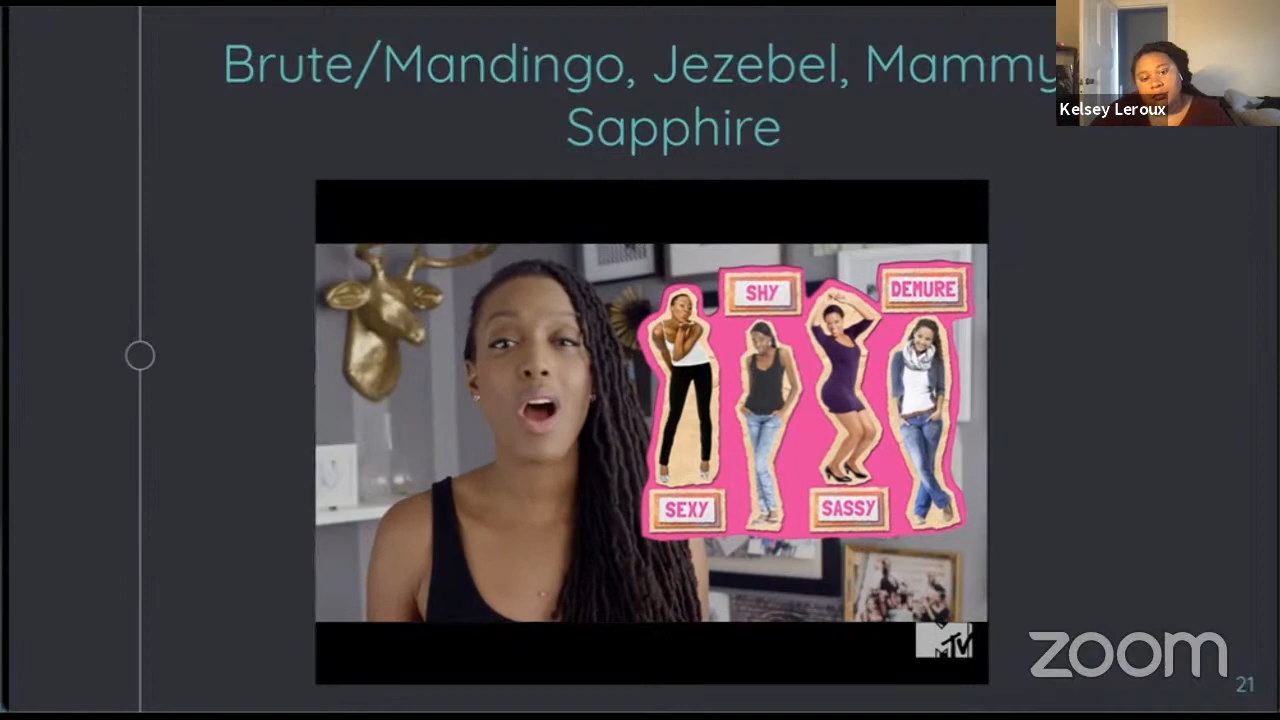 Brute/Mandingo, Jezebel, Mammy
Sapphire
Kelsey Leroux
SHY
DEMURE
SEXY
SASSY
MTV
zoom
21